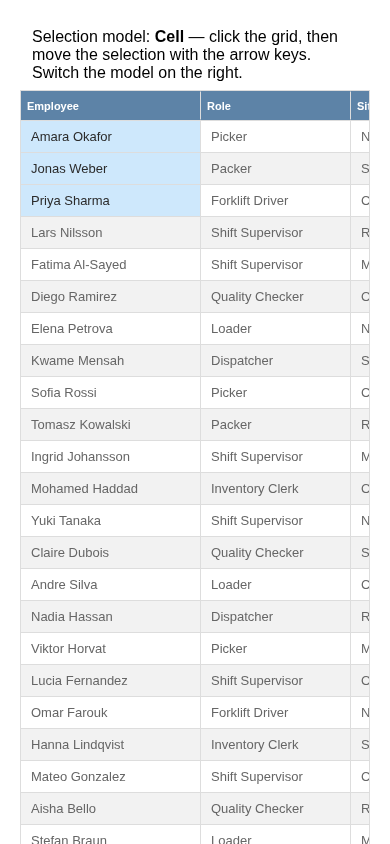 Selection model: Cell — click the grid, then
move the selection with the arrow keys.
Switch the model on the right.
Employee Role
Amara Okafor Picker N
Jonas Weber Packer S
Priya Sharma Forklift Driver
Lars Nilsson Shift Supervisor R
Fatima Al-Sayed Shift Supervisor M
Diego Ramirez Quality Checker
Elena Petrova Loader N
Kwame Mensah Dispatcher S
Sofia Rossi Picker
Tomasz Kowalski Packer R
Ingrid Johansson Shift Supervisor M
Mohamed Haddad Inventory Clerk
Yuki Tanaka Shift Supervisor N
Claire Dubois Quality Checker S
Andre Silva Loader
Nadia Hassan Dispatcher R
Viktor Horvat Picker M
Lucia Fernandez Shift Supervisor
Omar Farouk Forklift Driver N
Hanna Lindqvist Inventory Clerk S
Mateo Gonzalez Shift Supervisor
Aisha Bello Quality Checker R
Stefan Braun Loader M